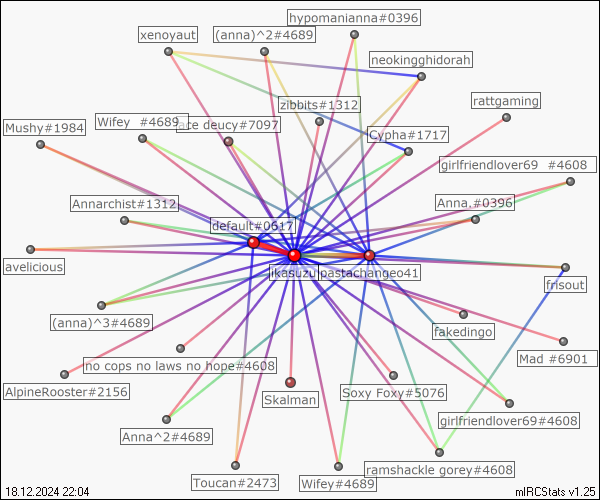 hypomanianna#0396
xenoyaut
(anna)^2#4689
neokingghidorah
zibbits#1312
rattgaming
Mushy#1984
Wifey  #4689
ace deucy#7097
Cypha#1717
girlfriendlover69  #4608
Annarchist#1312
Anna.#0396
default#0617
avelicious
ikasuzu
pastachangeo41
frisout
(anna)^3#4689
fakedingo
no cops no laws no hope#4608
Mad  #6901
AlpineRooster#2156
Skalman
Soxy Foxy#5076
girlfriendlover69#4608
Anna^2#4689
ramshackle gorey#4608
Toucan#2473
Wifey#4689
18.12.2024 22:04
mIRCStats v1.25